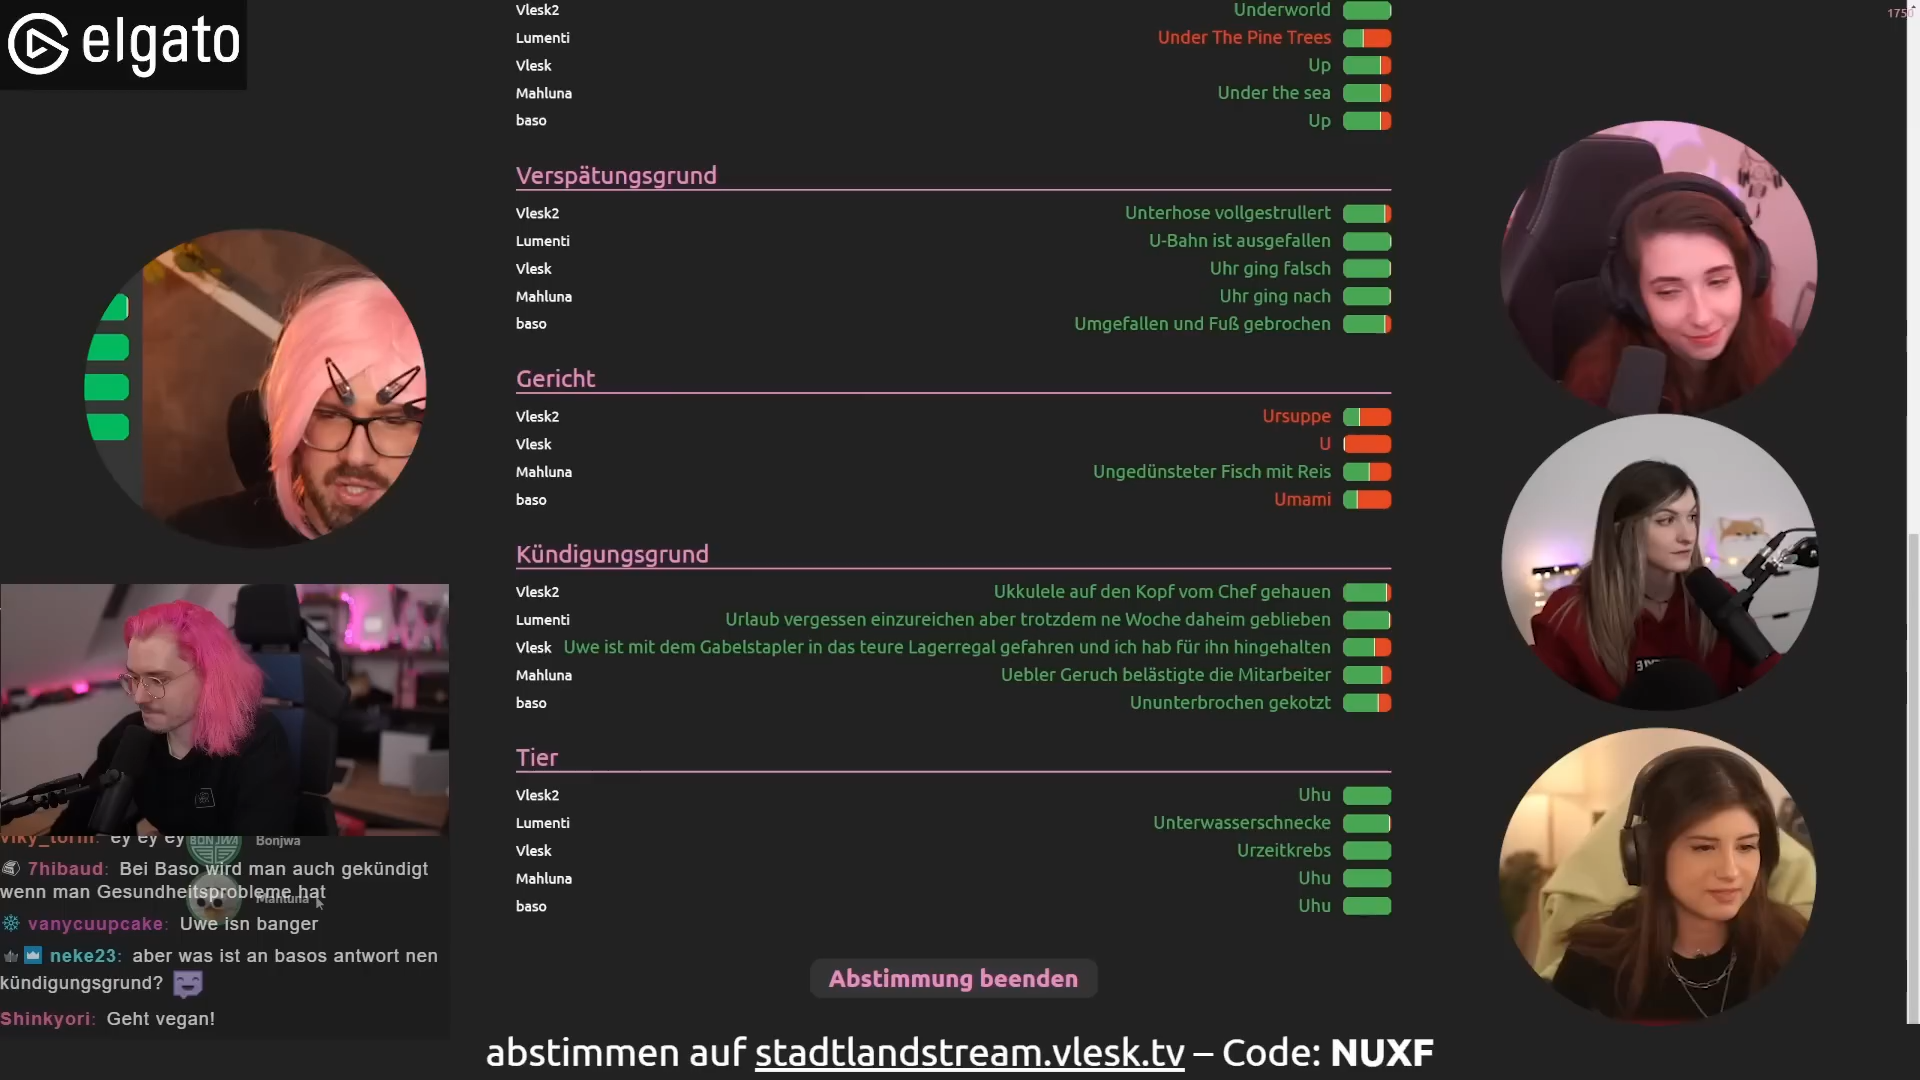 elgato
Vlesk2 Underworld
Lumenti Under The Pine Trees
Vlesk Up
Mahluna Under the sea
baso Up
Verspätungsgrund
Vlesk2 Unterhose vollgestrullert
Lumenti U-Bahn ist ausgefallen
Vlesk Uhr ging falsch
Mahluna Uhr ging nach
baso Umgefallen und Fuß gebrochen
Gericht
Vlesk2 Ursuppe
Vlesk U
Mahluna Ungedünsteter Fisch mit Reis
baso Umami
Kündigungsgrund
Vlesk2 Ukkulele auf den Kopf vom Chef gehauen
Lumenti Urlaub vergessen einzureichen aber trotzdem ne Woche daheim geblieben
Vlesk Uwe ist mit dem Gabelstapler in das teure Lagerregal gefahren und ich hab für ihn hingehalten
Mahluna Uebler Geruch belästigte die Mitarbeiter
baso Ununterbrochen gekotzt
Tier
Vlesk2 Uhu
Lumenti Unterwasserschnecke
Vlesk Urzeitkrebs
Mahluna Uhu
baso Uhu
Abstimmung beenden
abstimmen auf stadtlandstream.vlesk.tv – Code: NUXF
ey ey ey
BONJWA Bonjwa
7hibaud: Bei Baso wird man auch gekündigt
wenn man Gesundheitsprobleme hat
Mahluna
vanycuupcake: Uwe isn banger
neke23: aber was ist an basos antwort nen
kündigungsgrund?
Shinkyori: Geht vegan!